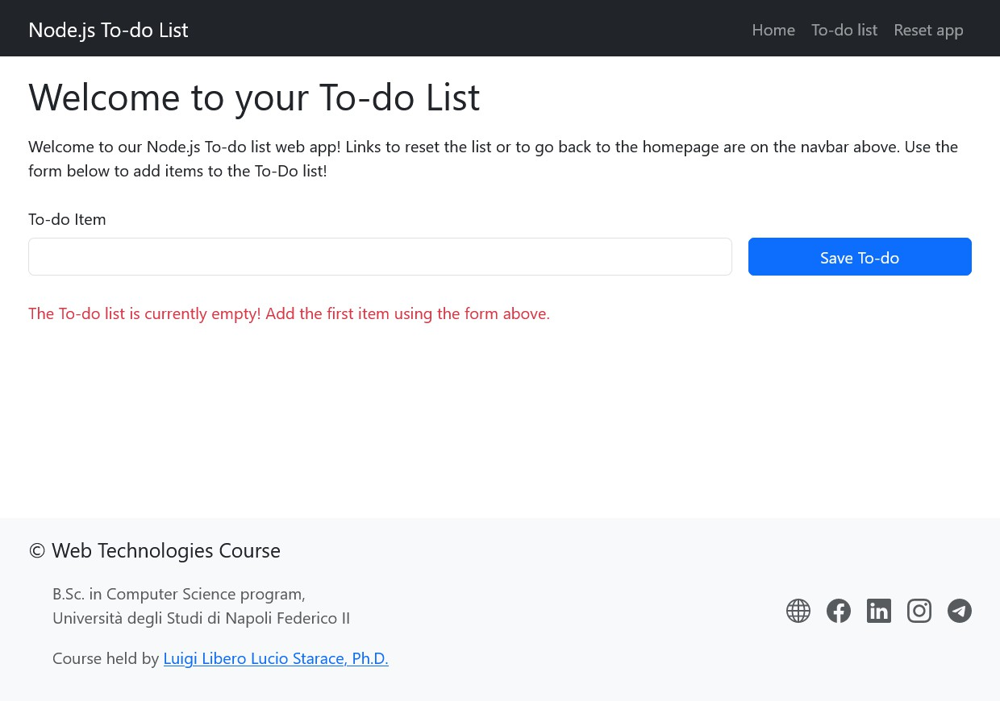 Node.js To-do List
Home To-do list Reset app
Welcome to your To-do List
Welcome to our Node.js To-do list web app! Links to reset the list or to go back to the homepage are on the navbar above. Use the
form below to add items to the To-Do list!
To-do Item
Save To-do
The To-do list is currently empty! Add the first item using the form above.
© Web Technologies Course
B.Sc. in Computer Science program,
Università degli Studi di Napoli Federico II
Course held by Luigi Libero Lucio Starace, Ph.D.